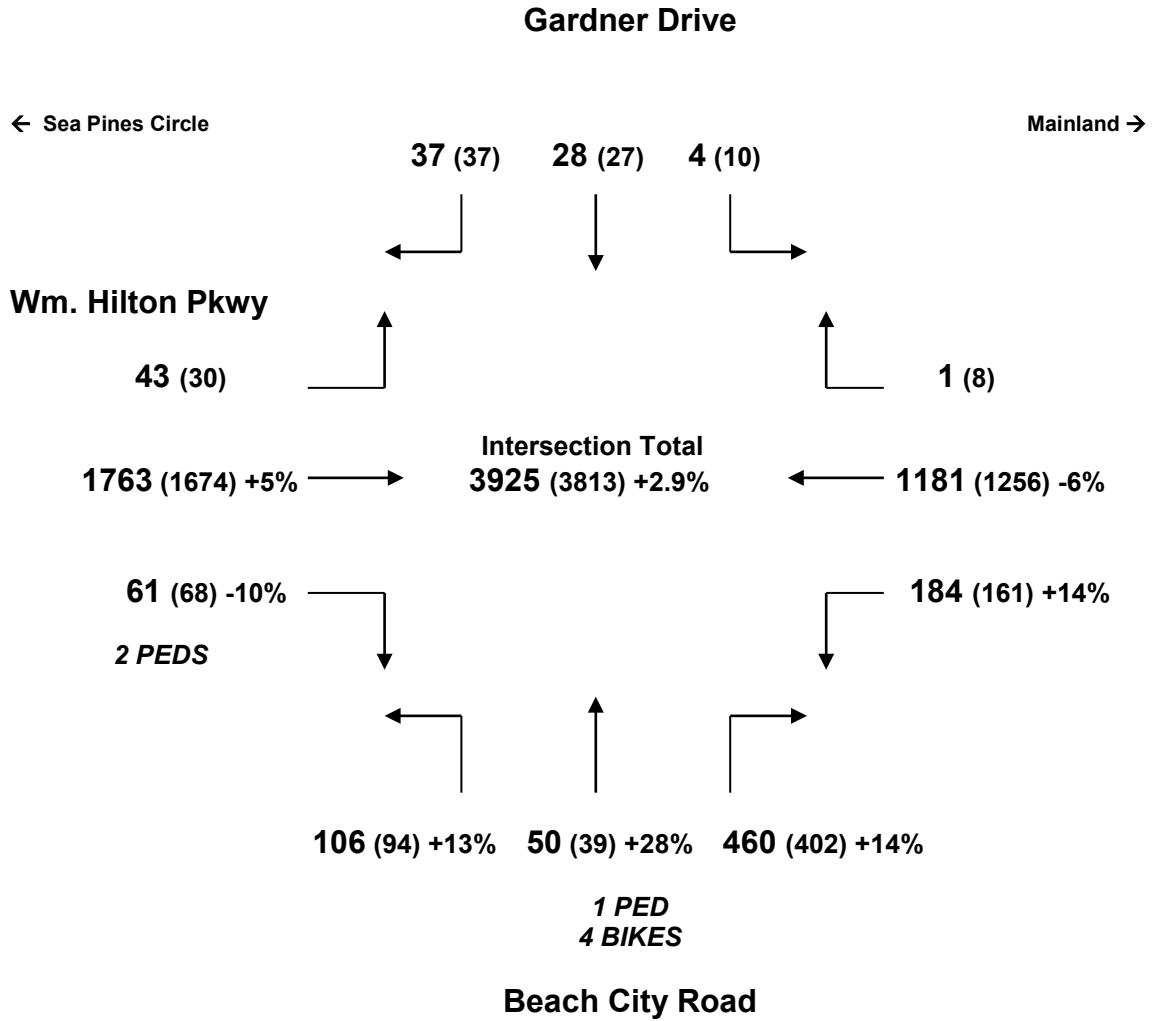 Gardner Drive
← Sea Pines Circle
Mainland →
37 (37) 28 (27) 4 (10)
Wm. Hilton Pkwy
43 (30)
1 (8)
Intersection Total
1763 (1674) +5%
3925 (3813) +2.9%
1181 (1256) -6%
61 (68) -10%
184 (161) +14%
2 PEDS
106 (94) +13% 50 (39) +28% 460 (402) +14%
1 PED
4 BIKES
Beach City Road